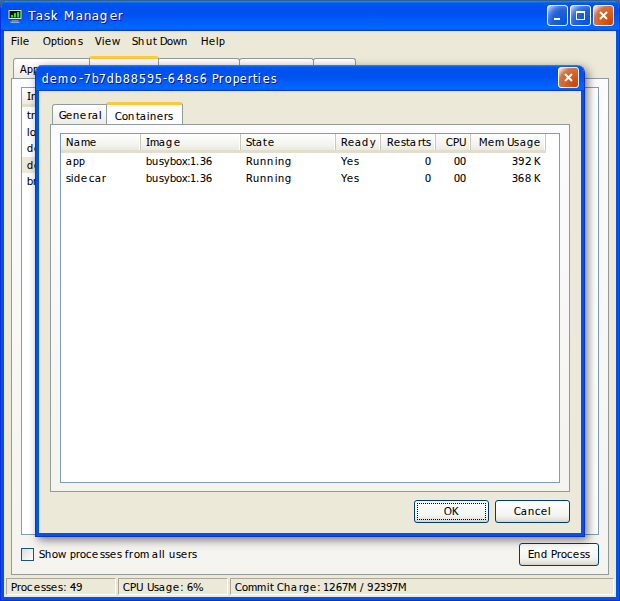 Task Manager
File Options View Shut Down Help
demo-7b7db88595-648s6 Properties
General Containers
Name Image State Ready Restarts CPU Mem Usage
app busybox:1.36 Running Yes 0 00 392 K
sidecar busybox:1.36 Running Yes 0 00 368 K
OK Cancel
Show processes from all users End Process
Processes: 49 CPU Usage: 6% Commit Charge: 1267M / 92397M